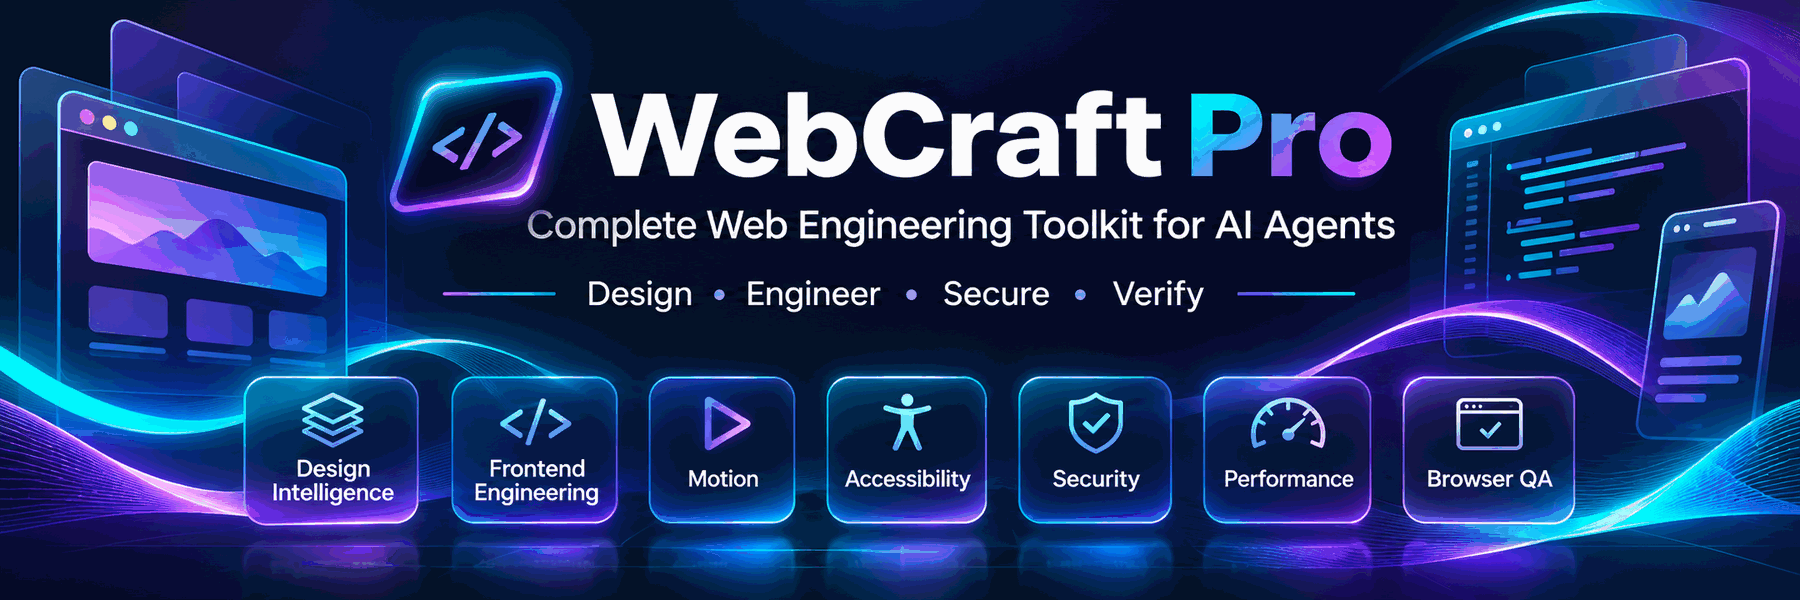 </>
WebCraft Pro
Complete Web Engineering Toolkit for AI Agents
Design • Engineer • Secure • Verify
Design
Intelligence
</>
Frontend
Engineering
Motion
Accessibility
Security
Performance
Browser QA